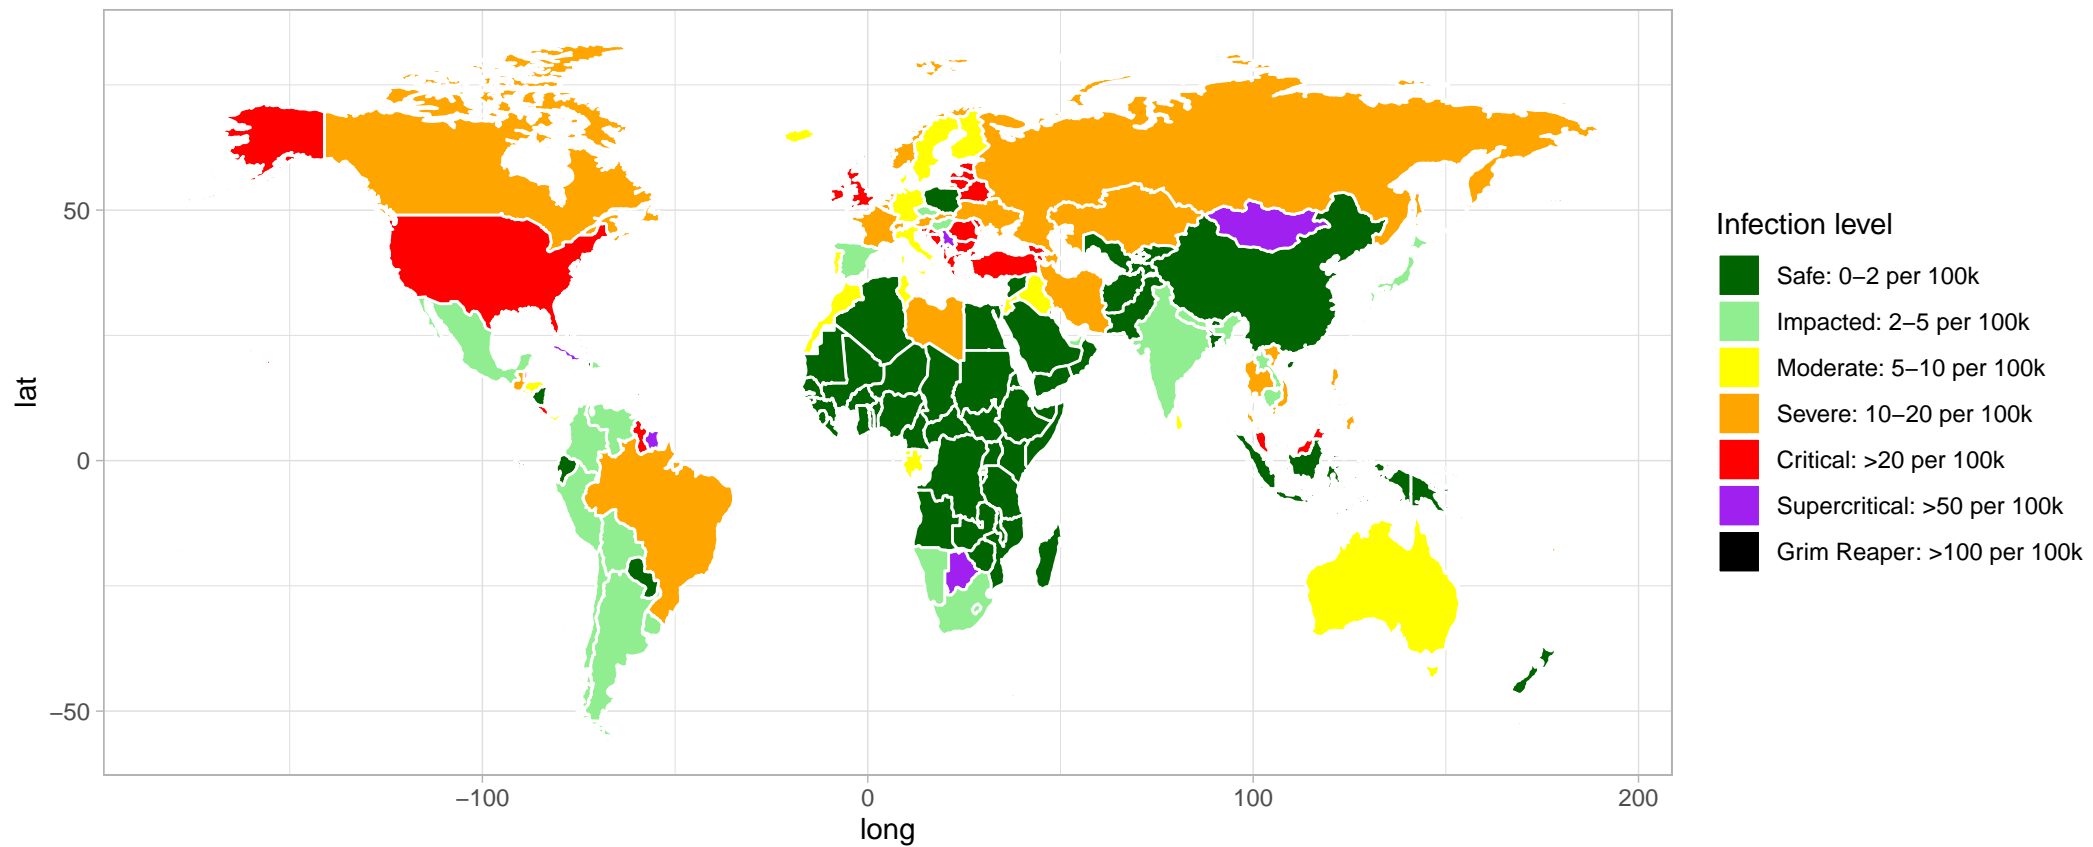 Infection level
Safe: 0–2 per 100k
Impacted: 2–5 per 100k
Moderate: 5–10 per 100k
Severe: 10–20 per 100k
Critical: >20 per 100k
Supercritical: >50 per 100k
Grim Reaper: >100 per 100k
lat
50
0
−50
−100
0
100
200
long